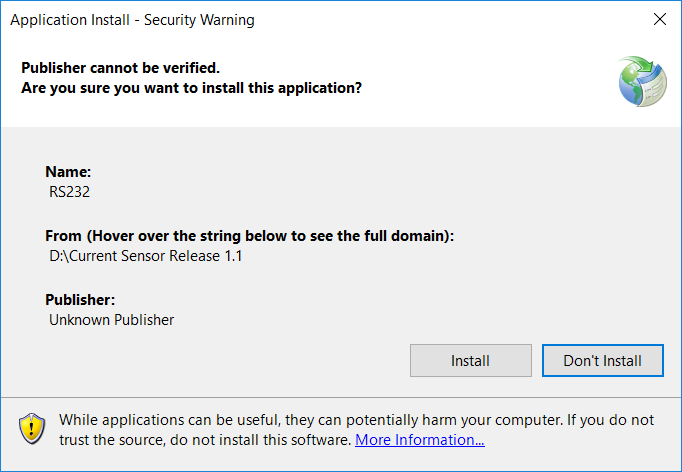 Application Install - Security Warning
Publisher cannot be verified.
Are you sure you want to install this application?
Name:
RS232
From (Hover over the string below to see the full domain):
D:\Current Sensor Release 1.1
Publisher:
Unknown Publisher
Install
Don't Install
While applications can be useful, they can potentially harm your computer. If you do not
trust the source, do not install this software. More Information...